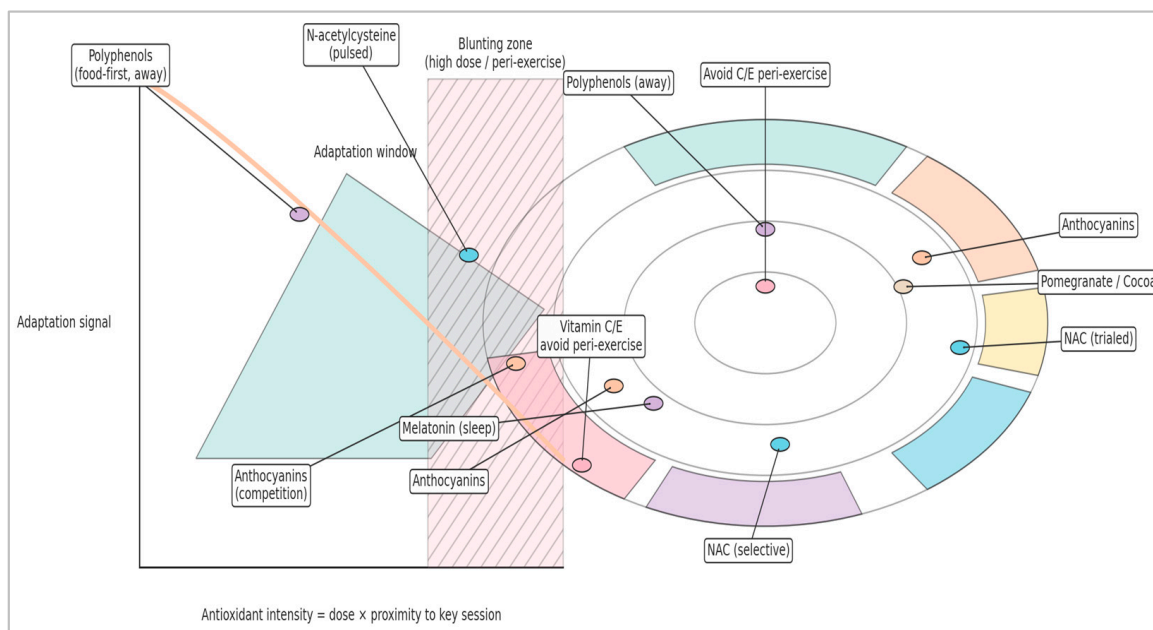 N-acetylcysteine
(pulsed)
Blunting zone
(high dose / peri-exercise)
Polyphenols
(food-first, away)
Polyphenols (away)
Avoid C/E peri-exercise
Adaptation window
Anthocyanins
Pomegranate / Cocoa
Adaptation signal
Vitamin C/E
avoid peri-exercise
NAC (trialed)
Melatonin (sleep)
Anthocyanins
(competition)
Anthocyanins
NAC (selective)
Antioxidant intensity = dose × proximity to key session